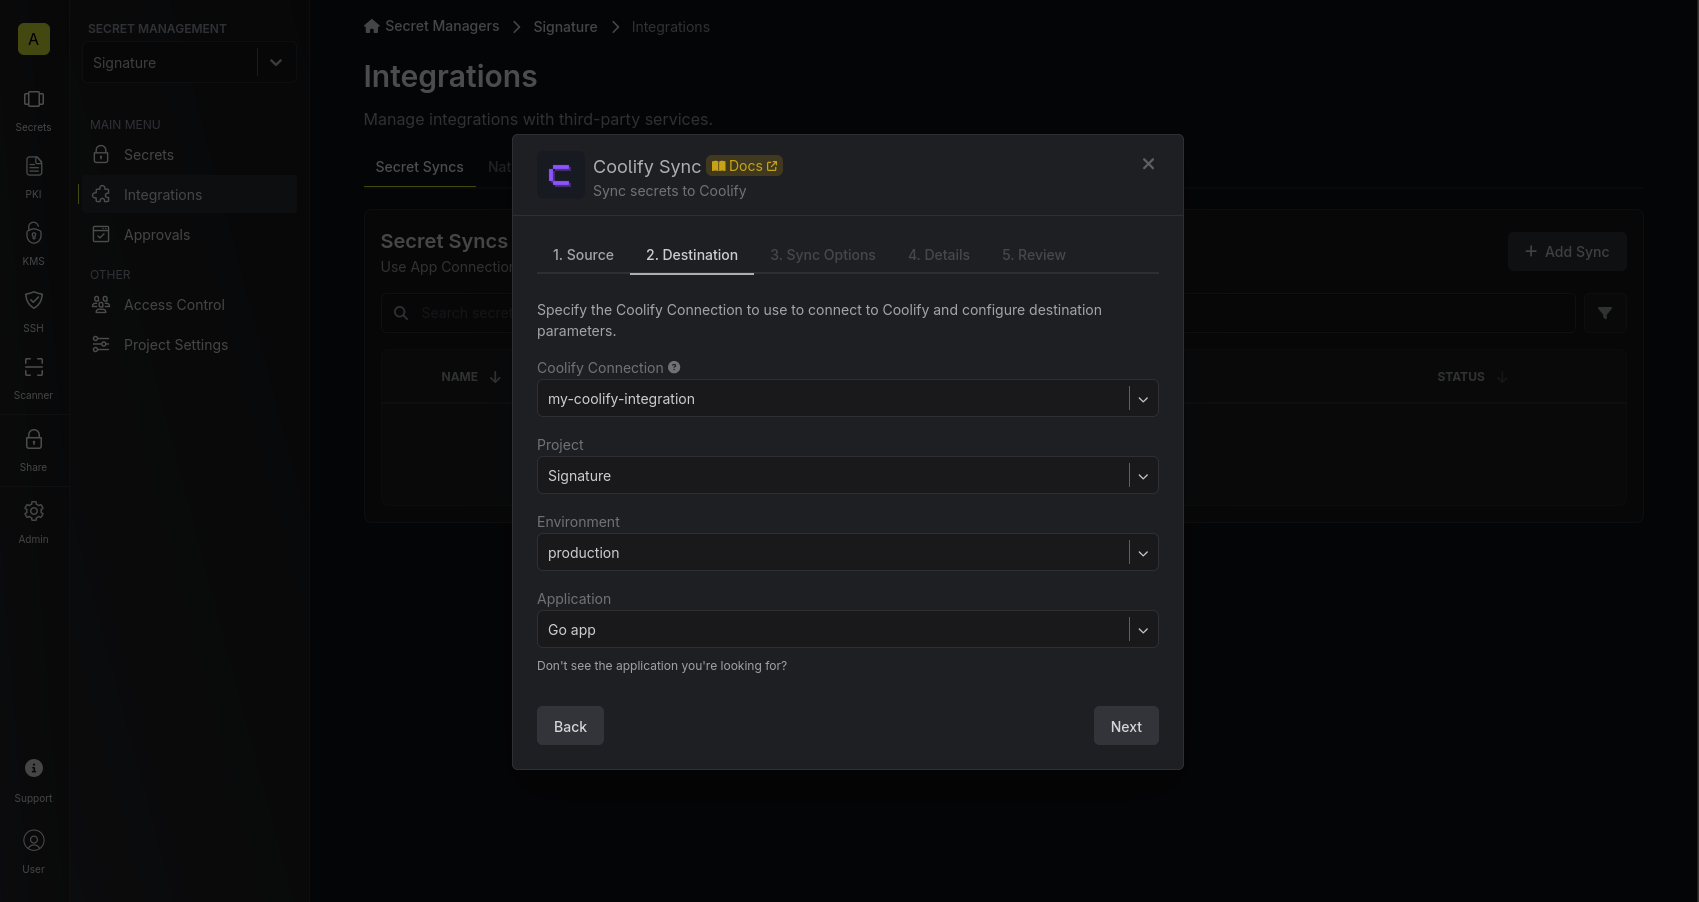 A
Secrets
PKI
KMS
SSH
Scanner
Share
Admin
Support
User
SECRET MANAGEMENT
Signature
MAIN MENU
Secrets
Integrations
Approvals
OTHER
Access Control
Project Settings
Secret Managers > Signature > Integrations
Integrations
Manage integrations with third-party services.
Secret Syncs Nat
Secret Syncs
Use App Connection
+ Add Sync
Search secret
NAME
STATUS
Coolify Sync Docs
Sync secrets to Coolify
1. Source 2. Destination 3. Sync Options 4. Details 5. Review
Specify the Coolify Connection to use to connect to Coolify and configure destination
parameters.
Coolify Connection
my-coolify-integration
Project
Signature
Environment
production
Application
Go app
Don't see the application you're looking for?
Back
Next